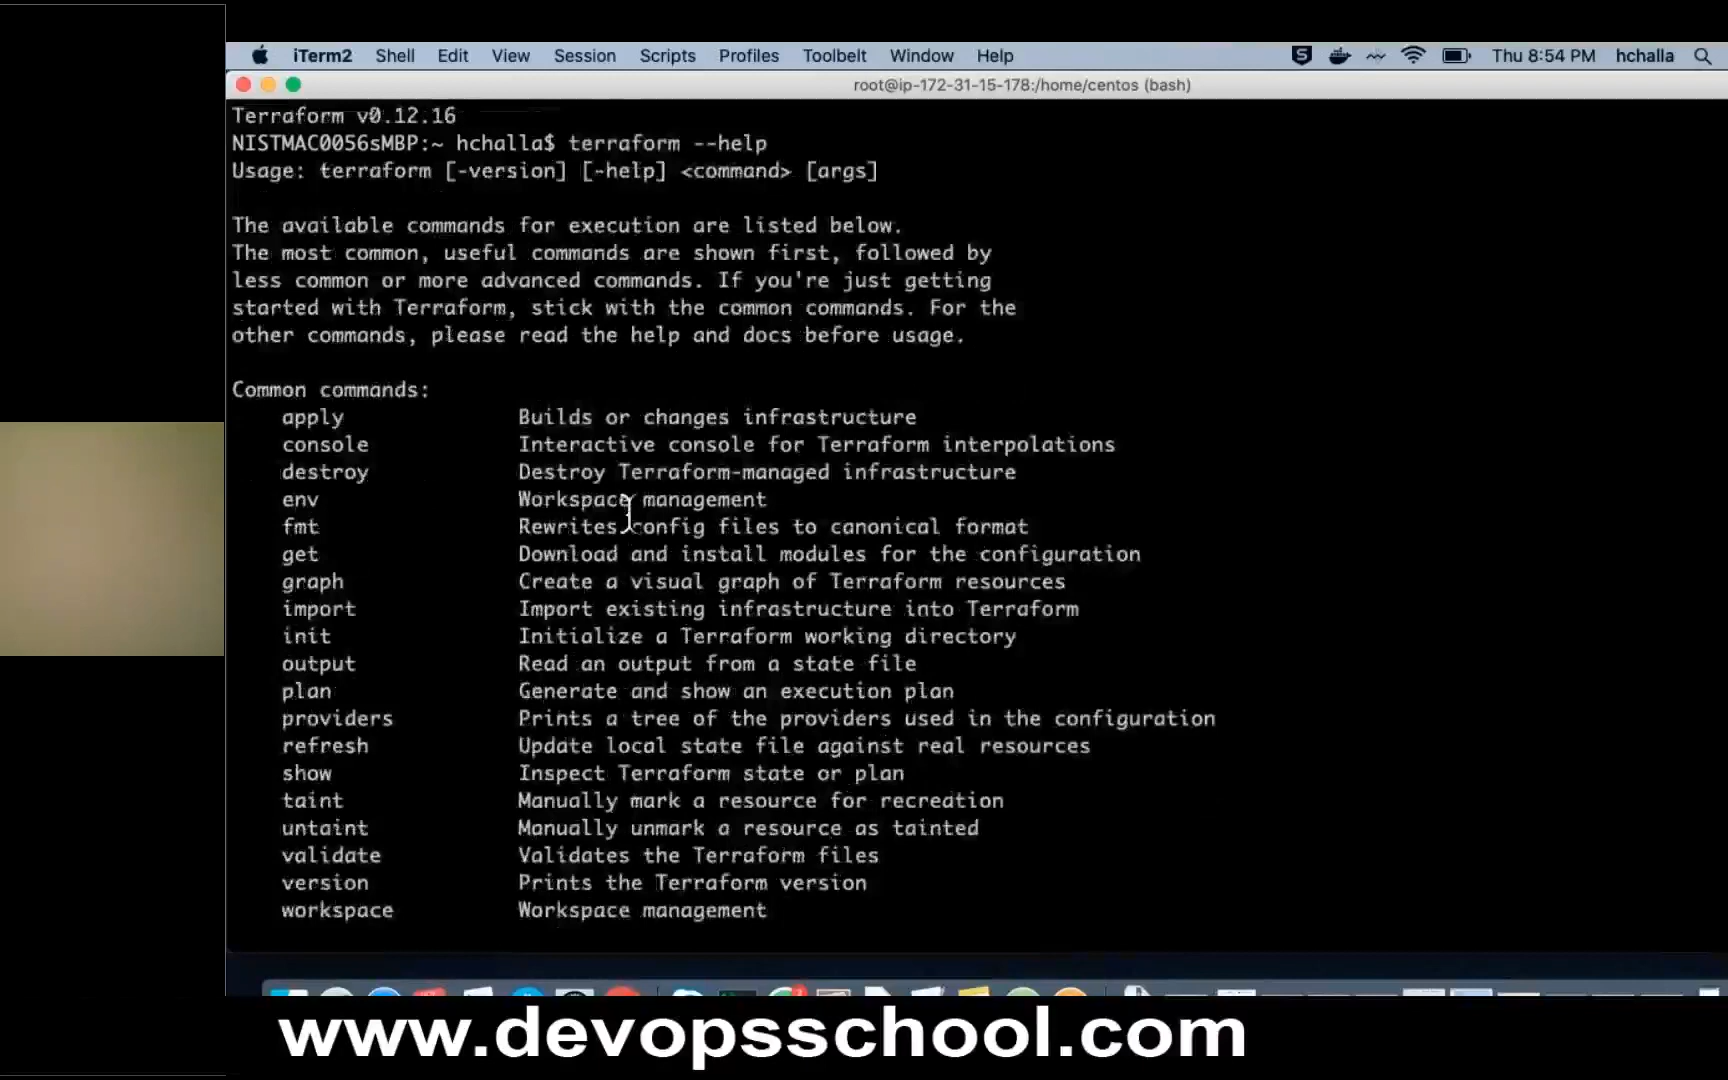 iTerm2 Shell Edit View Session Scripts Profiles Toolbelt Window Help Thu 8:54 PM hchalla
root@ip-172-31-15-178:/home/centos (bash)
Terraform v0.12.16
NISTMAC0056sMBP:~ hchalla$ terraform --help
Usage: terraform [-version] [-help] <command> [args]
The available commands for execution are listed below.
The most common, useful commands are shown first, followed by
less common or more advanced commands. If you're just getting
started with Terraform, stick with the common commands. For the
other commands, please read the help and docs before usage.
Common commands:
apply Builds or changes infrastructure
console Interactive console for Terraform interpolations
destroy Destroy Terraform-managed infrastructure
env Workspace management
fmt Rewrites config files to canonical format
get Download and install modules for the configuration
graph Create a visual graph of Terraform resources
import Import existing infrastructure into Terraform
init Initialize a Terraform working directory
output Read an output from a state file
plan Generate and show an execution plan
providers Prints a tree of the providers used in the configuration
refresh Update local state file against real resources
show Inspect Terraform state or plan
taint Manually mark a resource for recreation
untaint Manually unmark a resource as tainted
validate Validates the Terraform files
version Prints the Terraform version
workspace Workspace management
www.devopsschool.com